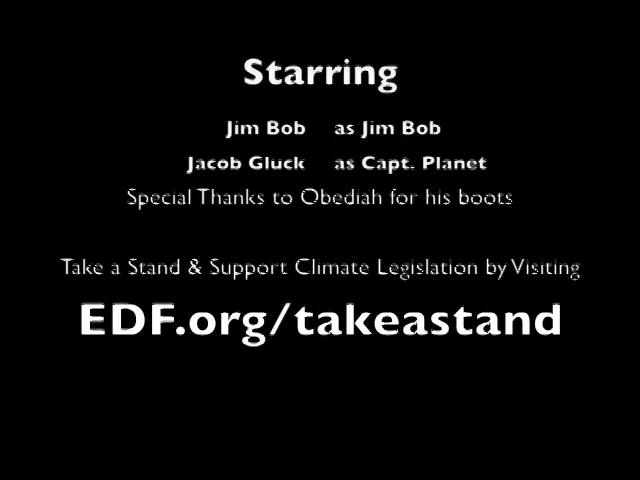 Starring
Jim Bob as Jim Bob
Jacob Gluck as Capt. Planet
Special Thanks to Obediah for his boots
Take a Stand & Support Climate Legislation by Visiting
EDF.org/takeastand